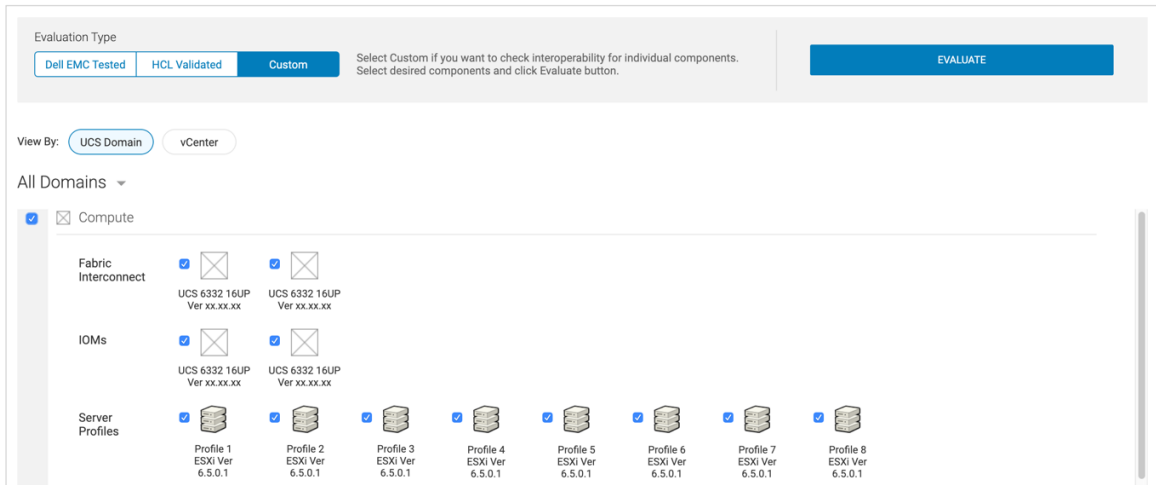 Evaluation Type
Dell EMC Tested HCL Validated Custom
Select Custom if you want to check interoperability for individual components.
Select desired components and click Evaluate button.
EVALUATE
View By: UCS Domain vCenter
All Domains
Compute
Fabric
Interconnect
UCS 6332 16UP UCS 6332 16UP
Ver xx.xx.xx Ver xx.xx.xx
IOMs
UCS 6332 16UP UCS 6332 16UP
Ver xx.xx.xx Ver xx.xx.xx
Server
Profiles
Profile 1 Profile 2 Profile 3 Profile 4 Profile 5 Profile 6 Profile 7 Profile 8
ESXi Ver ESXi Ver ESXi Ver ESXi Ver ESXi Ver ESXi Ver ESXi Ver ESXi Ver
6.5.0.1 6.5.0.1 6.5.0.1 6.5.0.1 6.5.0.1 6.5.0.1 6.5.0.1 6.5.0.1